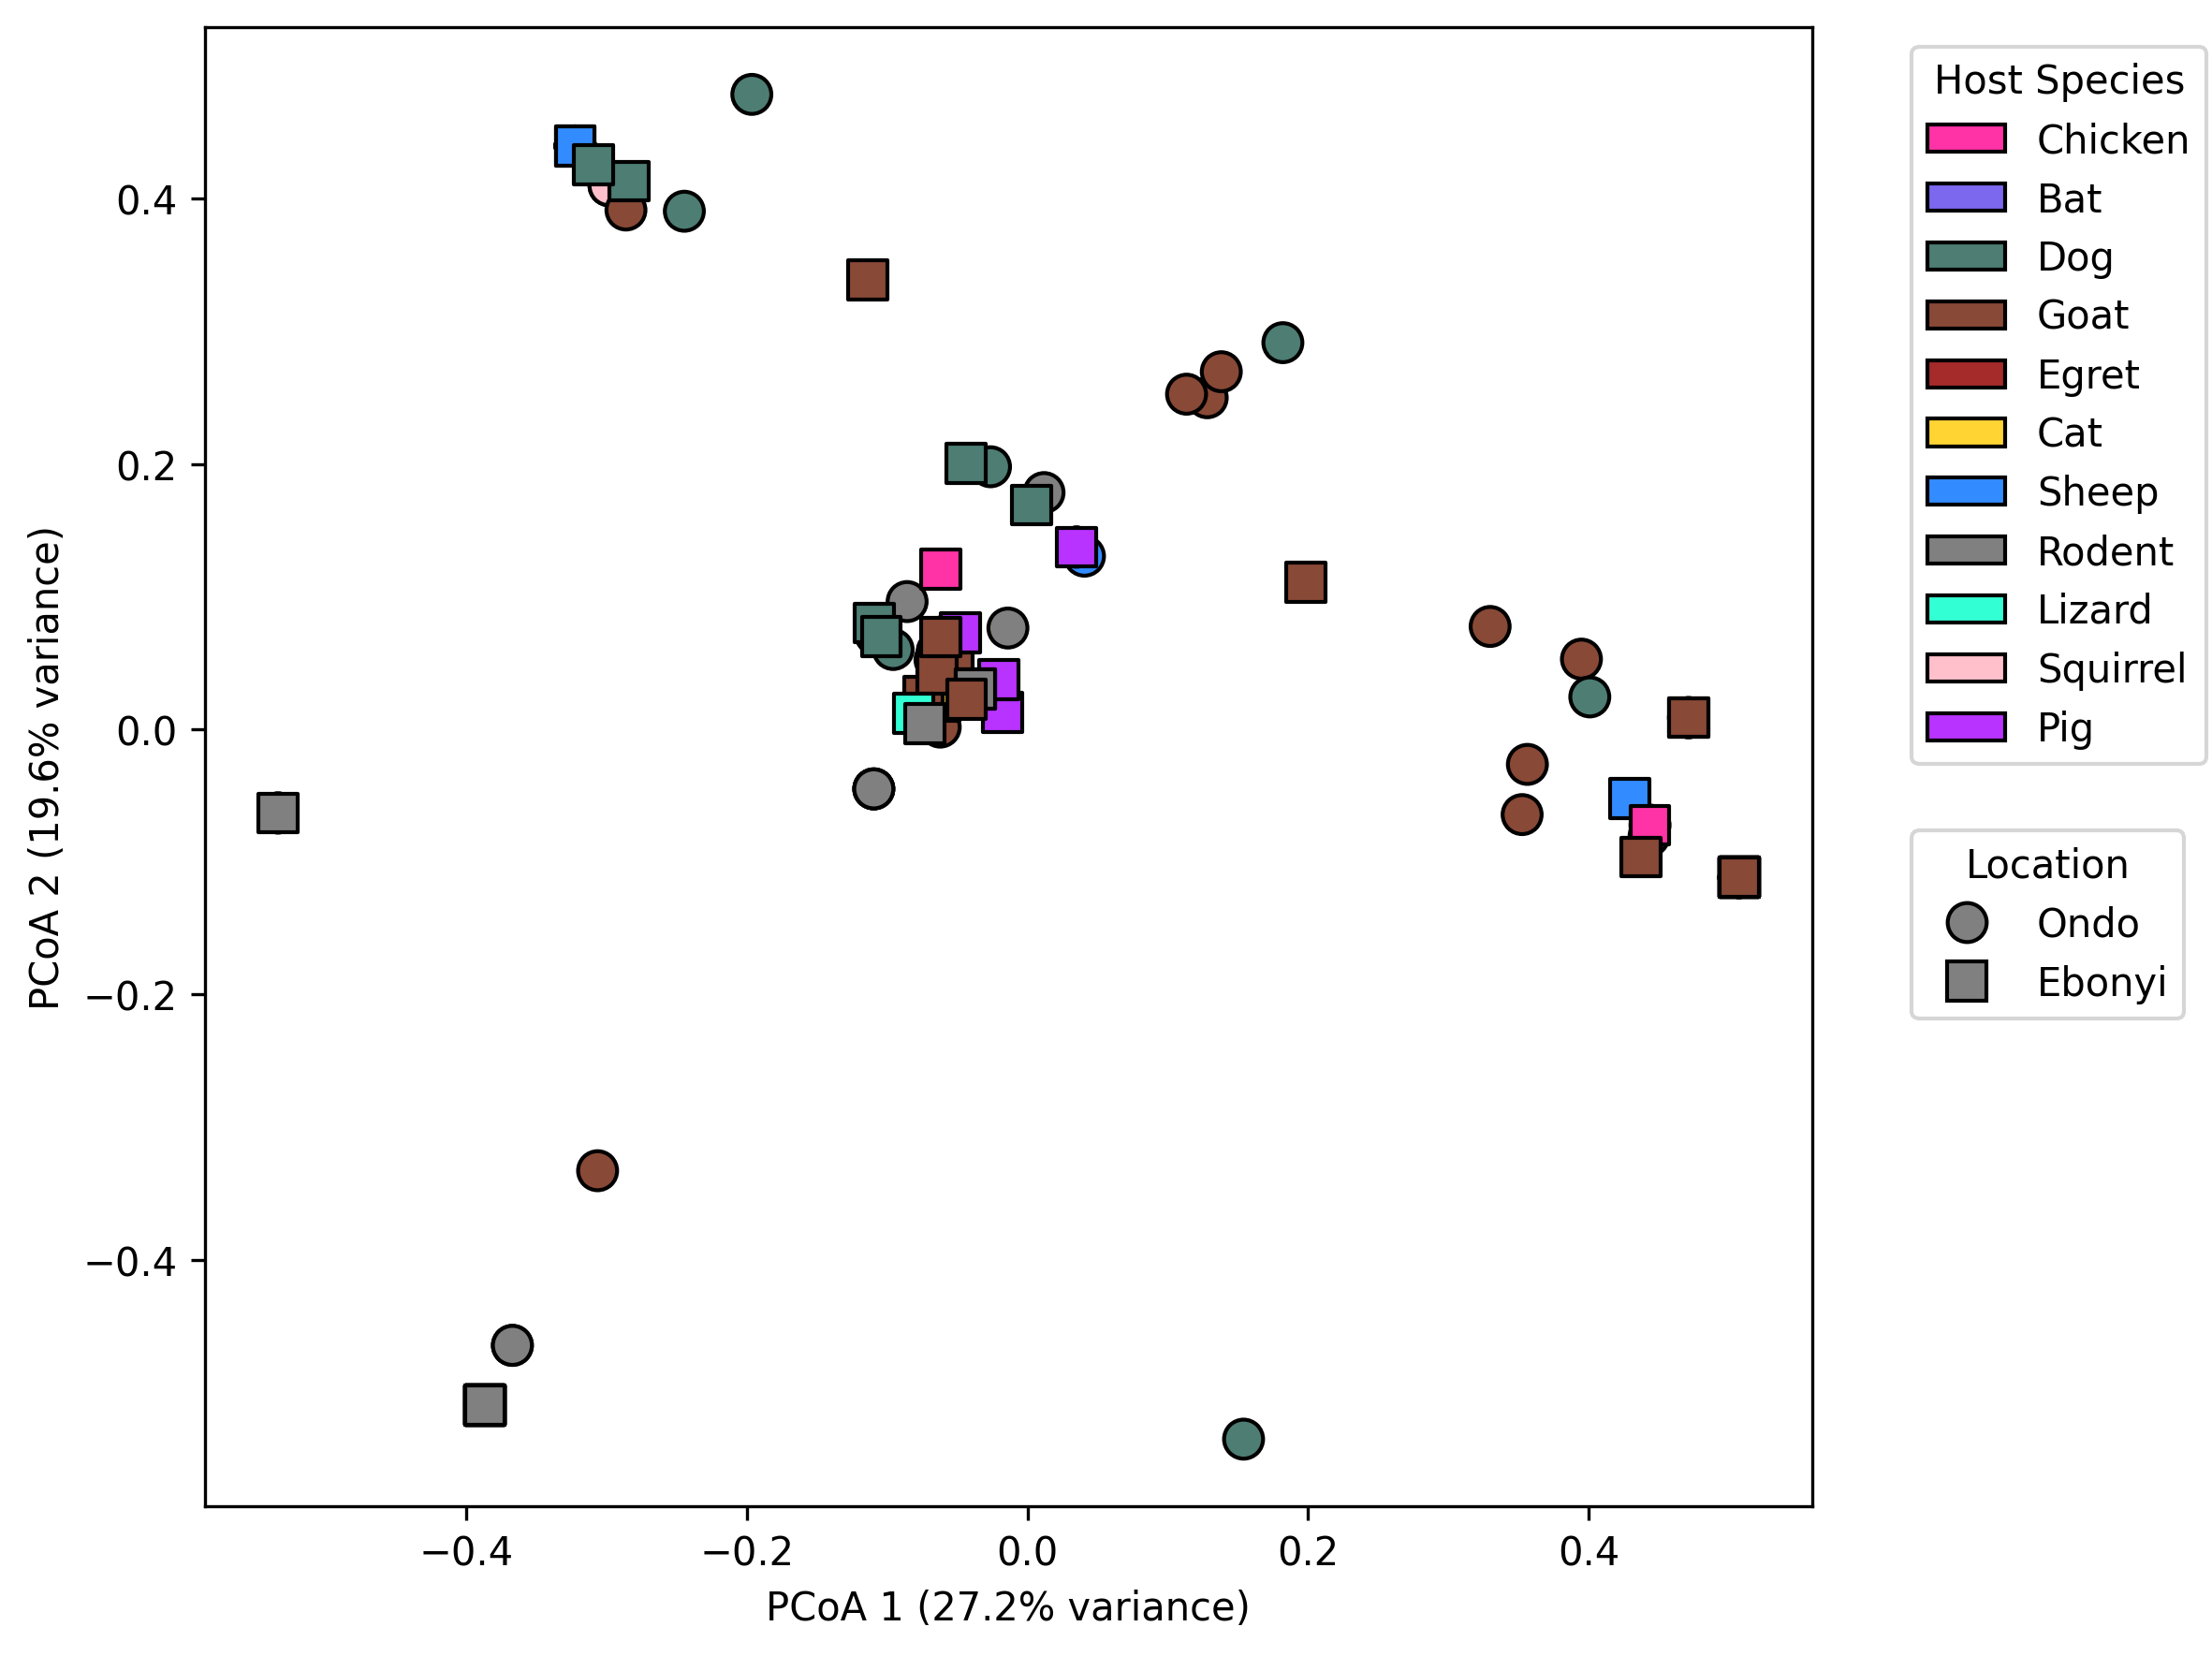 0.4
0.2
0.0
−0.2
−0.4
PCoA 2 (19.6% variance)
−0.4
−0.2
0.0
0.2
0.4
PCoA 1 (27.2% variance)
Host Species
Chicken
Bat
Dog
Goat
Egret
Cat
Sheep
Rodent
Lizard
Squirrel
Pig
Location
Ondo
Ebonyi